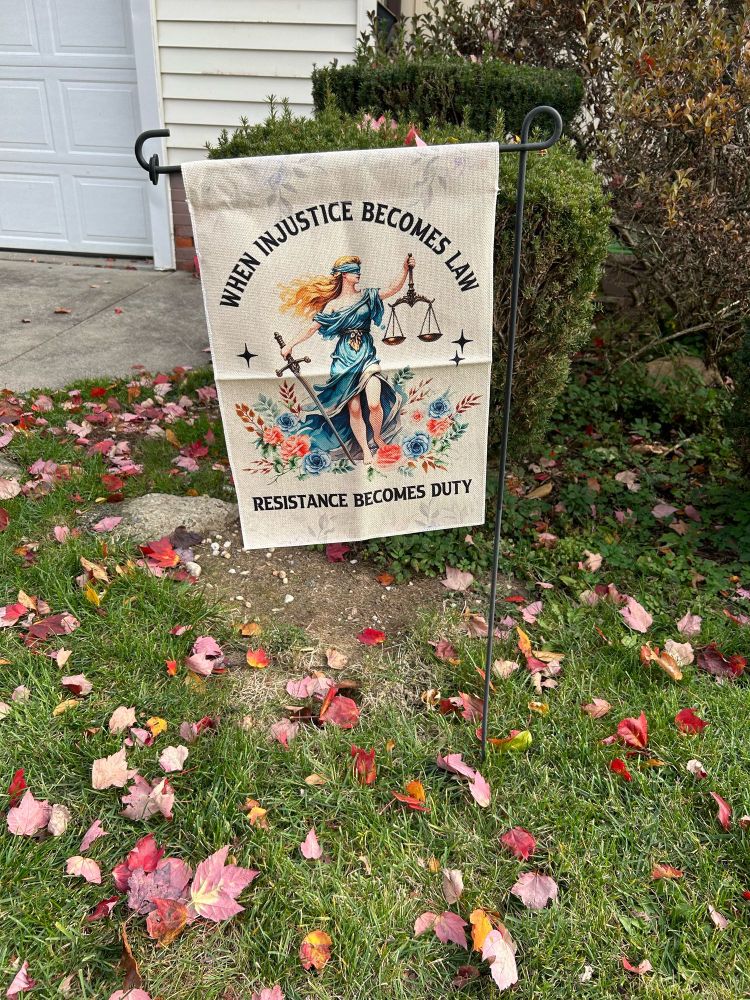 WHEN INJUSTICE BECOMES LAW
RESISTANCE BECOMES DUTY